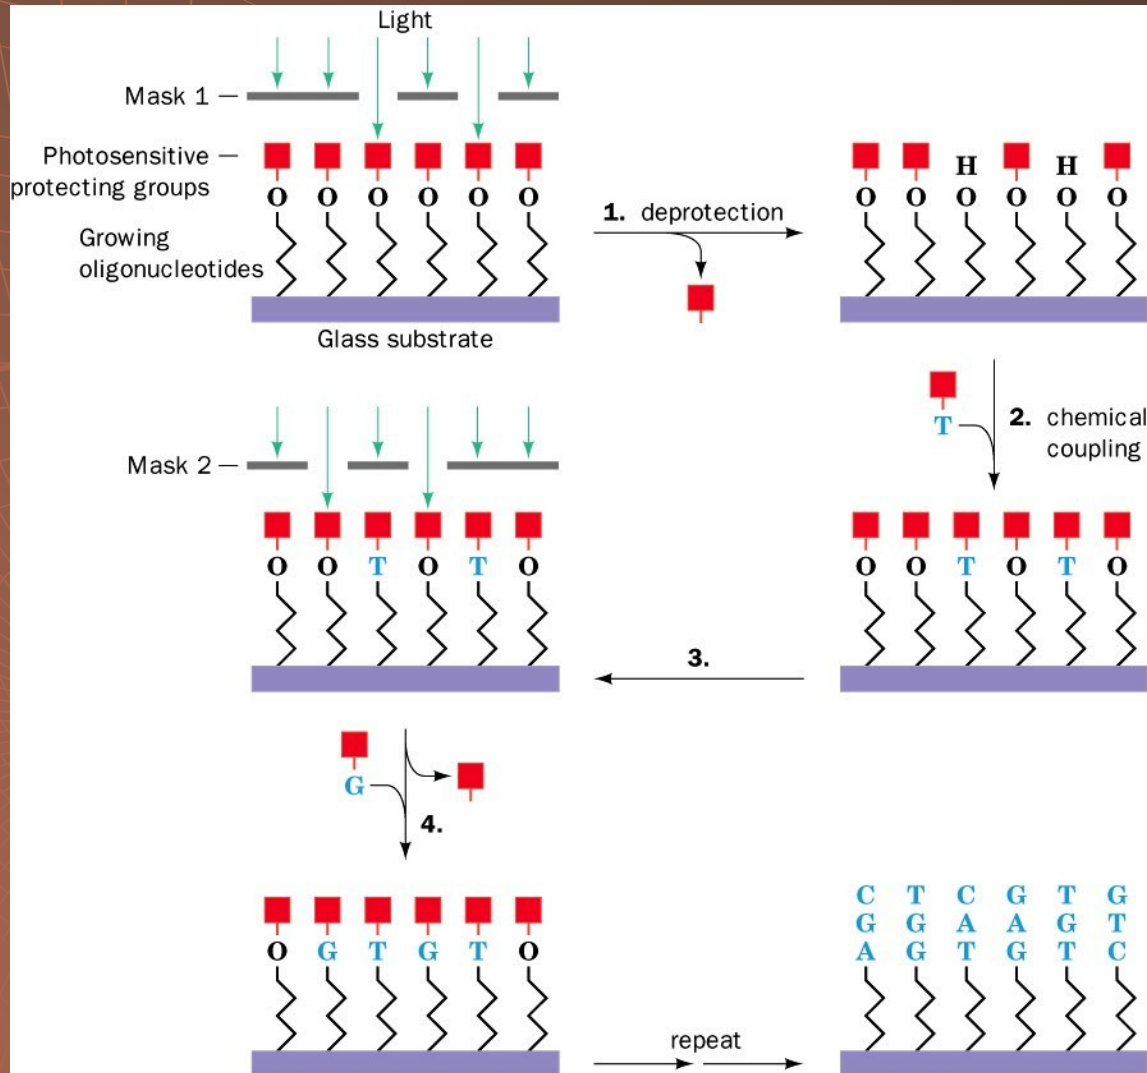 Light
Mask 1
Photosensitive
protecting groups
O O O O O O
Growing
oligonucleotides
Glass substrate
1. deprotection
H H
O O O O O O
T
2. chemical
coupling
O O T O T O
3.
Mask 2
O O T O T O
G
4.
O G T G T O
repeat
C T C G T G
G G A A G T
A G T G T C